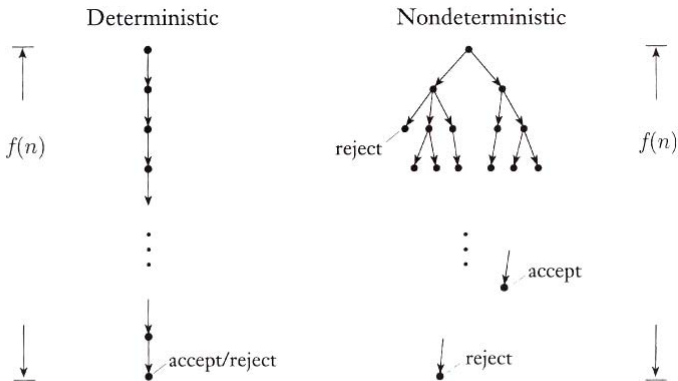 Deterministic
Nondeterministic
f(n)
reject
f(n)
accept
accept/reject
reject